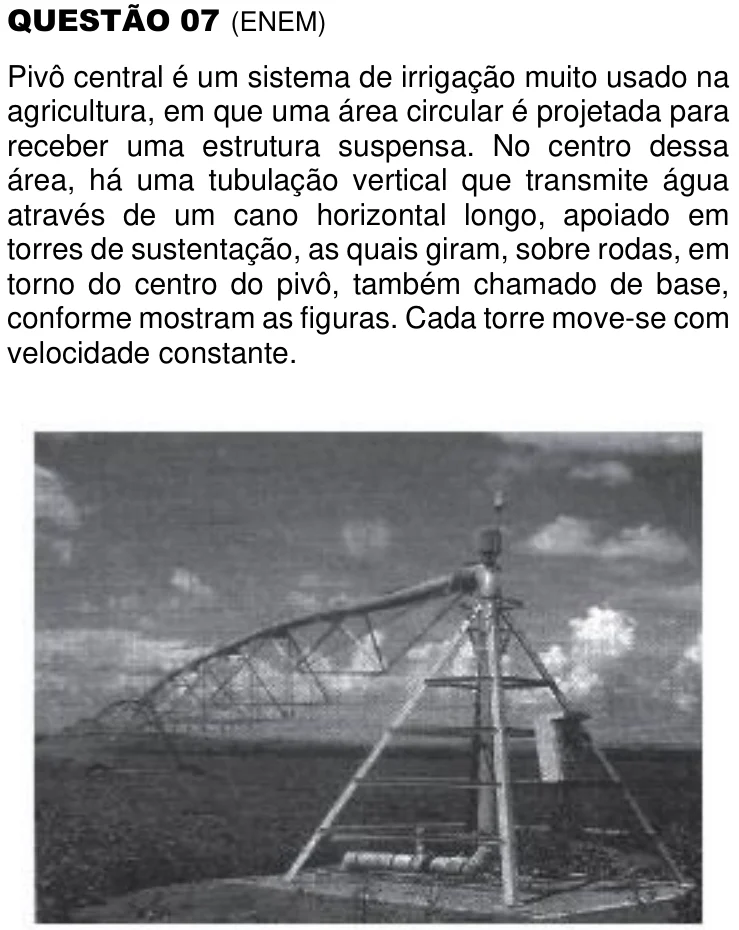 QUESTÃO 07 (ENEM)
Pivô central é um sistema de irrigação muito usado na
agricultura, em que uma área circular é projetada para
receber uma estrutura suspensa. No centro dessa
área, há uma tubulação vertical que transmite água
através de um cano horizontal longo, apoiado em
torres de sustentação, as quais giram, sobre rodas, em
torno do centro do pivô, também chamado de base,
conforme mostram as figuras. Cada torre move-se com
velocidade constante.